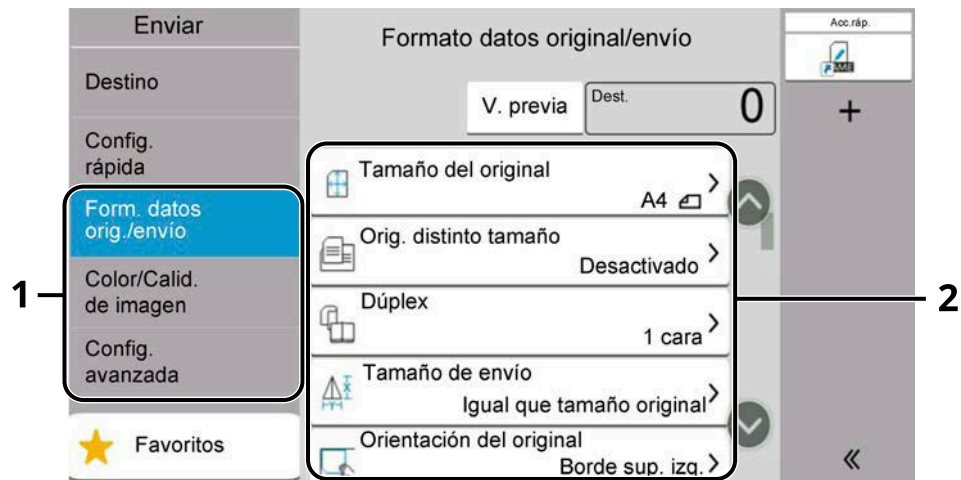 Enviar
Destino
Config.
rápida
Form. datos
orig./envío
Color/Calid.
de imagen
Config.
avanzada
Favoritos
1
Formato datos original/envío
V. previa
Dest.
0
Tamaño del original
A4
Orig. distinto tamaño
Desactivado
Dúplex
1 cara
Tamaño de envío
Igual que tamaño original
Orientación del original
Borde sup. izq.
2
Acc.ráp.
+
«